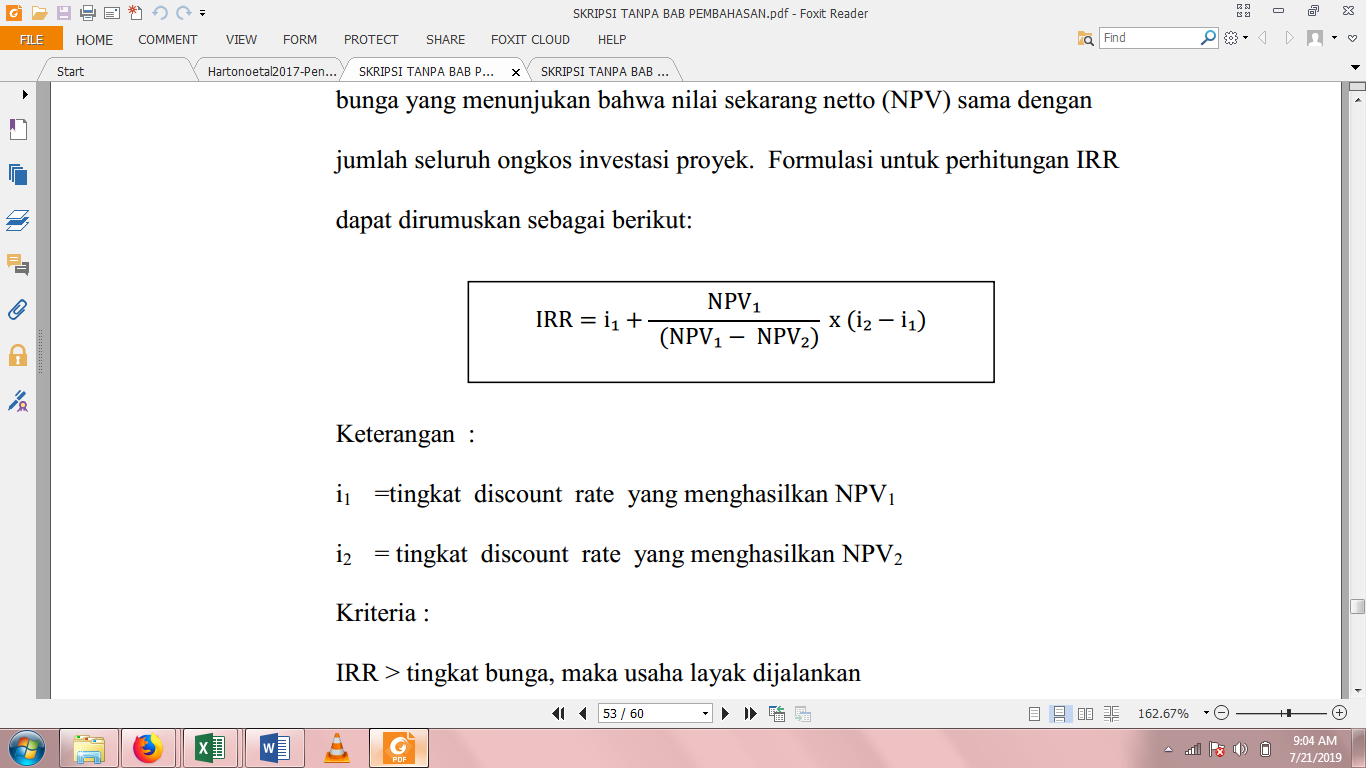 SKRIPSI TANPA BAB PEMBAHASAN.pdf - Foxit Reader
FILE HOME COMMENT VIEW FORM PROTECT SHARE FOXIT CLOUD HELP Find
Start Hartonoetal2017-Pen... SKRIPSI TANPA BAB P... SKRIPSI TANPA BAB ...
bunga yang menunjukan bahwa nilai sekarang netto (NPV) sama dengan
jumlah seluruh ongkos investasi proyek. Formulasi untuk perhitungan IRR
dapat dirumuskan sebagai berikut:
IRR = i₁ + NPV₁ / (NPV₁ − NPV₂) x (i₂ − i₁)
Keterangan :
i₁ =tingkat discount rate yang menghasilkan NPV₁
i₂ = tingkat discount rate yang menghasilkan NPV₂
Kriteria :
IRR > tingkat bunga, maka usaha layak dijalankan
53 / 60 162.67%
PDF
9:04 AM
7/21/2019